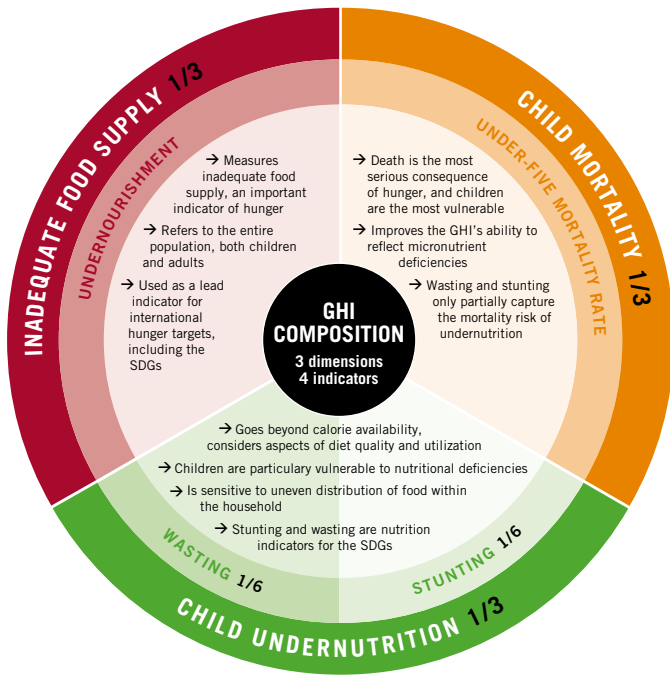 INADEQUATE FOOD SUPPLY 1/3
UNDERNOURISHMENT
→ Measures
inadequate food
supply, an important
indicator of hunger
→ Refers to the entire
population, both children
and adults
→ Used as a lead
indicator for
international
hunger targets,
including the
SDGs
CHILD MORTALITY 1/3
UNDER-FIVE MORTALITY RATE
→ Death is the most
serious consequence
of hunger, and children
are the most vulnerable
→ Improves the GHI's ability to
reflect micronutrient
deficiencies
→ Wasting and stunting
only partially capture
the mortality risk of
undernutrition
GHI
COMPOSITION
3 dimensions
4 indicators
→ Goes beyond calorie availability,
considers aspects of diet quality and utilization
→ Children are particulary vulnerable to nutritional deficiencies
→ Is sensitive to uneven distribution of food within
the household
→ Stunting and wasting are nutrition
indicators for the SDGs
WASTING 1/6
STUNTING 1/6
CHILD UNDERNUTRITION 1/3